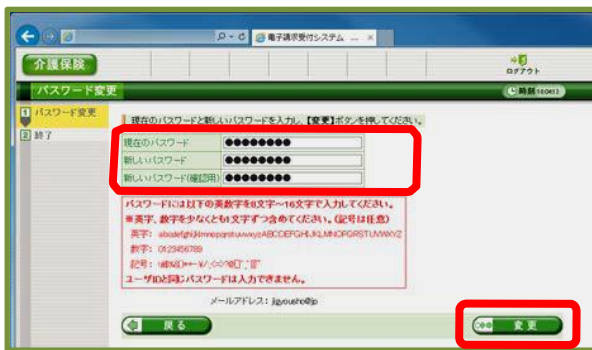 電子請求受付システム ...
介護保険
ログアウト
パスワード変更
時刻
1 パスワード変更
2 終了
現在のパスワードと新しいパスワードを入力し、【変更】ボタンを押してください。
現在のパスワード ●●●●●●●●
新しいパスワード ●●●●●●●●
新しいパスワード(確認用) ●●●●●●●●
パスワードには以下の英数字を8文字～16文字で入力してください。
※英字、数字を少なくとも1文字ずつ含めてください。(記号は任意)
英字: abcdefghijklmnopqrstuvwxyzABCDEFGHIJKLMNOPQRSTUVWXYZ
数字: 0123456789
記号:
ユーザIDと同じパスワードは入力できません。
メールアドレス: jigyousho@jp
戻る
変更